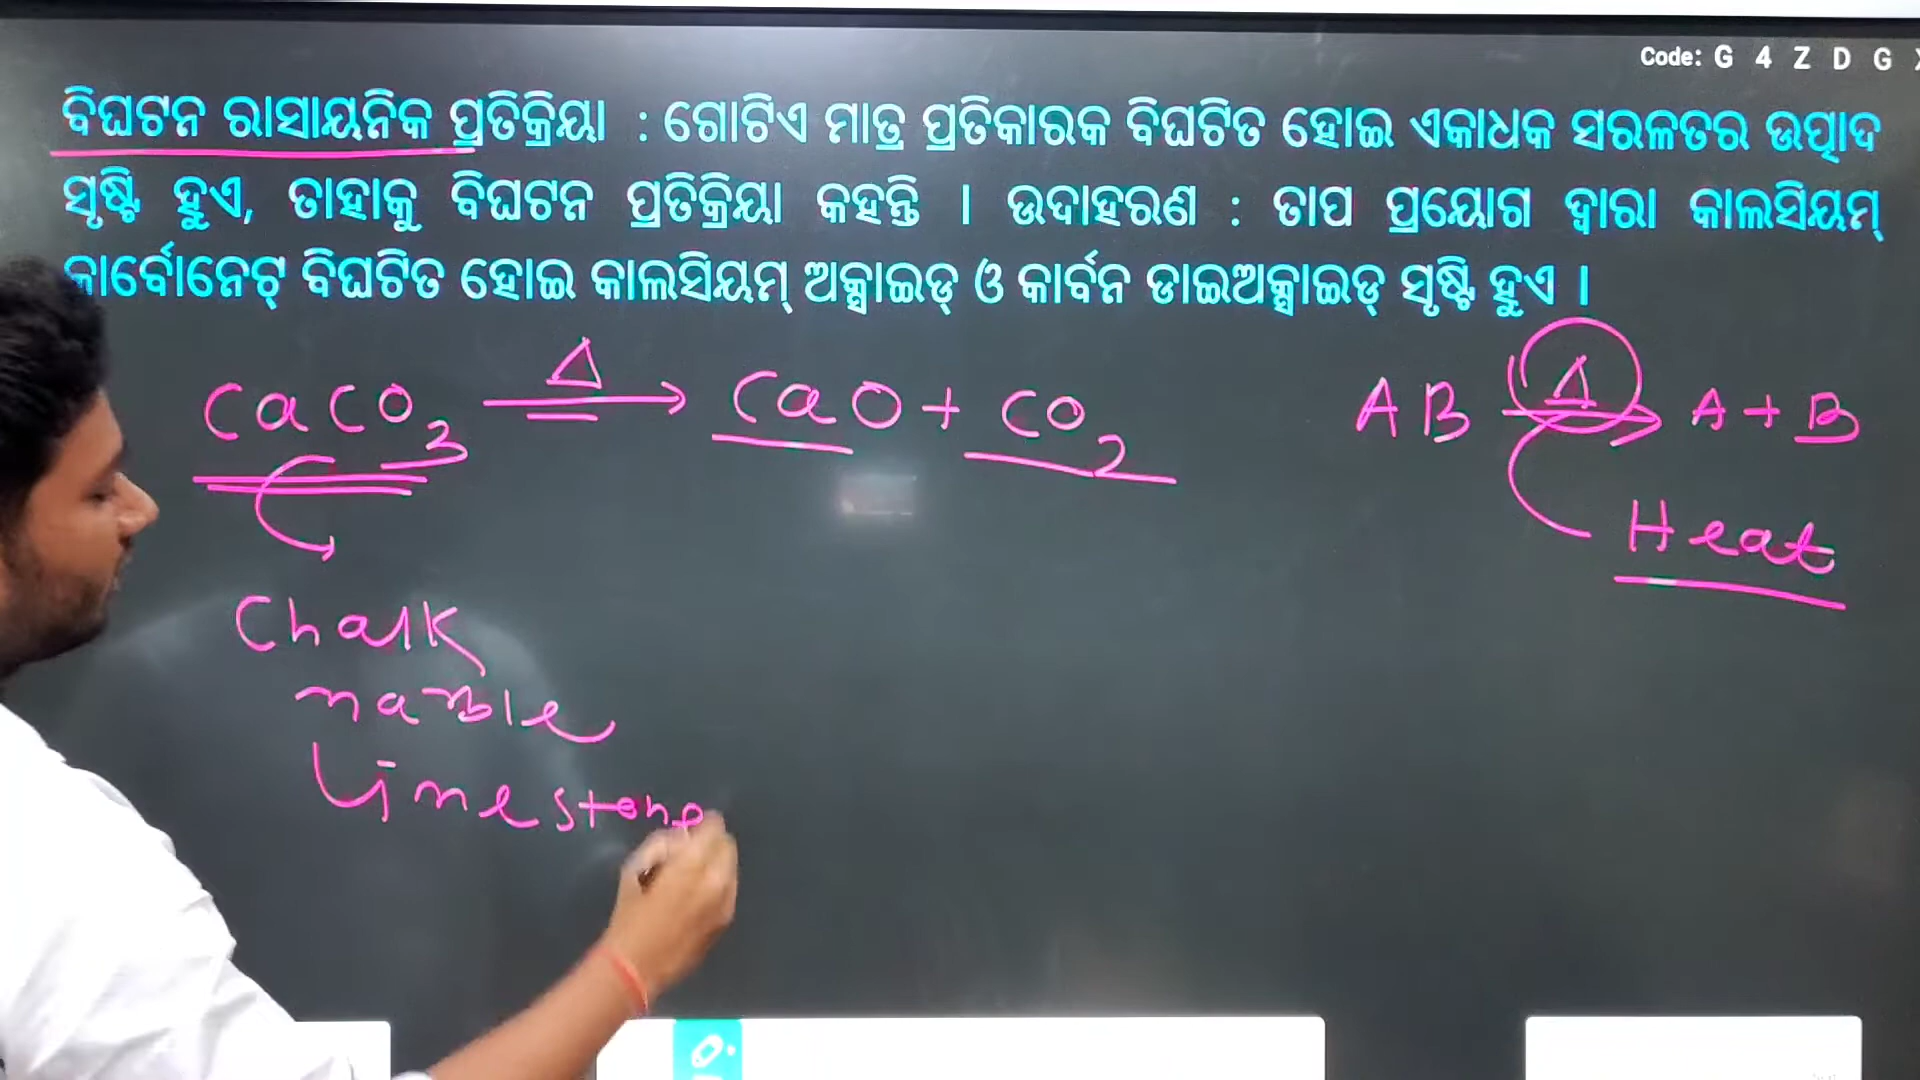 Code: G 4 Z D G
ବିଘଟନ ରାସାୟନିକ ପ୍ରତିକ୍ରିୟା : ଗୋଟିଏ ମାତ୍ର ପ୍ରତିକାରକ ବିଘଟିତ ହୋଇ ଏକାଧିକ ସରଳତର ଉତ୍ପାଦ
ସୃଷ୍ଟି ହୁଏ, ତାହାକୁ ବିଘଟନ ପ୍ରତିକ୍ରିୟା କହନ୍ତି । ଉଦାହରଣ : ତାପ ପ୍ରୟୋଗ ଦ୍ୱାରା କାଲସିୟମ୍
କାର୍ବୋନେଟ୍ ବିଘଟିତ ହୋଇ କାଲସିୟମ୍ ଅକ୍ସାଇଡ୍ ଓ କାର୍ବନ ଡାଇଅକ୍ସାଇଡ୍ ସୃଷ୍ଟି ହୁଏ ।
CaCO₃ Δ→ CaO + CO₂
AB Δ→ A + B
Heat
Chalk
marble
Limestone